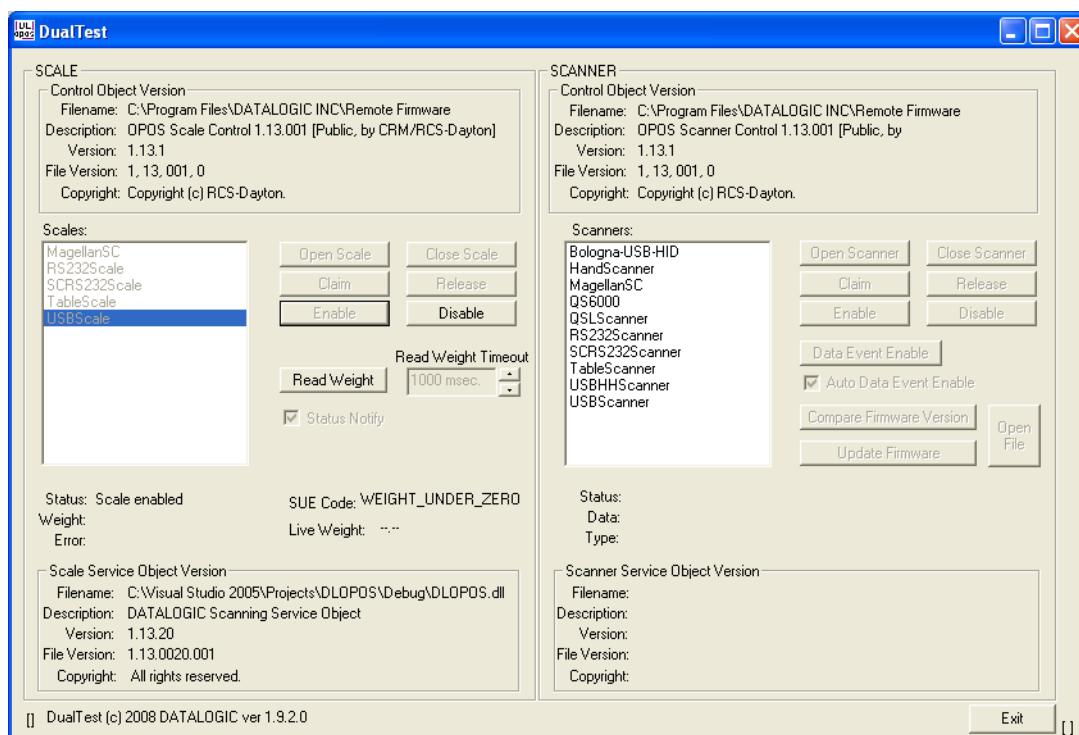 UL
opos
DualTest
SCALE
Control Object Version
Filename: C:\Program Files\DATALOGIC INC\Remote Firmware
Description: OPOS Scale Control 1.13.001 [Public, by CRM/RCS-Dayton]
Version: 1.13.1
File Version: 1, 13, 001, 0
Copyright: Copyright (c) RCS-Dayton.
Scales:
MagellanSC
RS232Scale
SCRS232Scale
TableScale
USBScale
Open Scale
Close Scale
Claim
Release
Enable
Disable
Read Weight Timeout
Read Weight
1000 msec.
Status Notify
Status: Scale enabled
SUE Code: WEIGHT_UNDER_ZERO
Weight:
Live Weight: --.--
Error:
Scale Service Object Version
Filename: C:\Visual Studio 2005\Projects\DLOPOS\Debug\DLOPOS.dll
Description: DATALOGIC Scanning Service Object
Version: 1.13.20
File Version: 1.13.0020.001
Copyright: All rights reserved.
SCANNER
Control Object Version
Filename: C:\Program Files\DATALOGIC INC\Remote Firmware
Description: OPOS Scanner Control 1.13.001 [Public, by
Version: 1.13.1
File Version: 1, 13, 001, 0
Copyright: Copyright (c) RCS-Dayton.
Scanners:
Bologna-USB-HID
HandScanner
MagellanSC
QS6000
QSLScanner
RS232Scanner
SCRS232Scanner
TableScanner
USBHHScanner
USBScanner
Open Scanner
Close Scanner
Claim
Release
Enable
Disable
Data Event Enable
Auto Data Event Enable
Compare Firmware Version
Open File
Update Firmware
Status:
Data:
Type:
Scanner Service Object Version
Filename:
Description:
Version:
File Version:
Copyright:
[] DualTest (c) 2008 DATALOGIC ver 1.9.2.0
Exit
[ ]